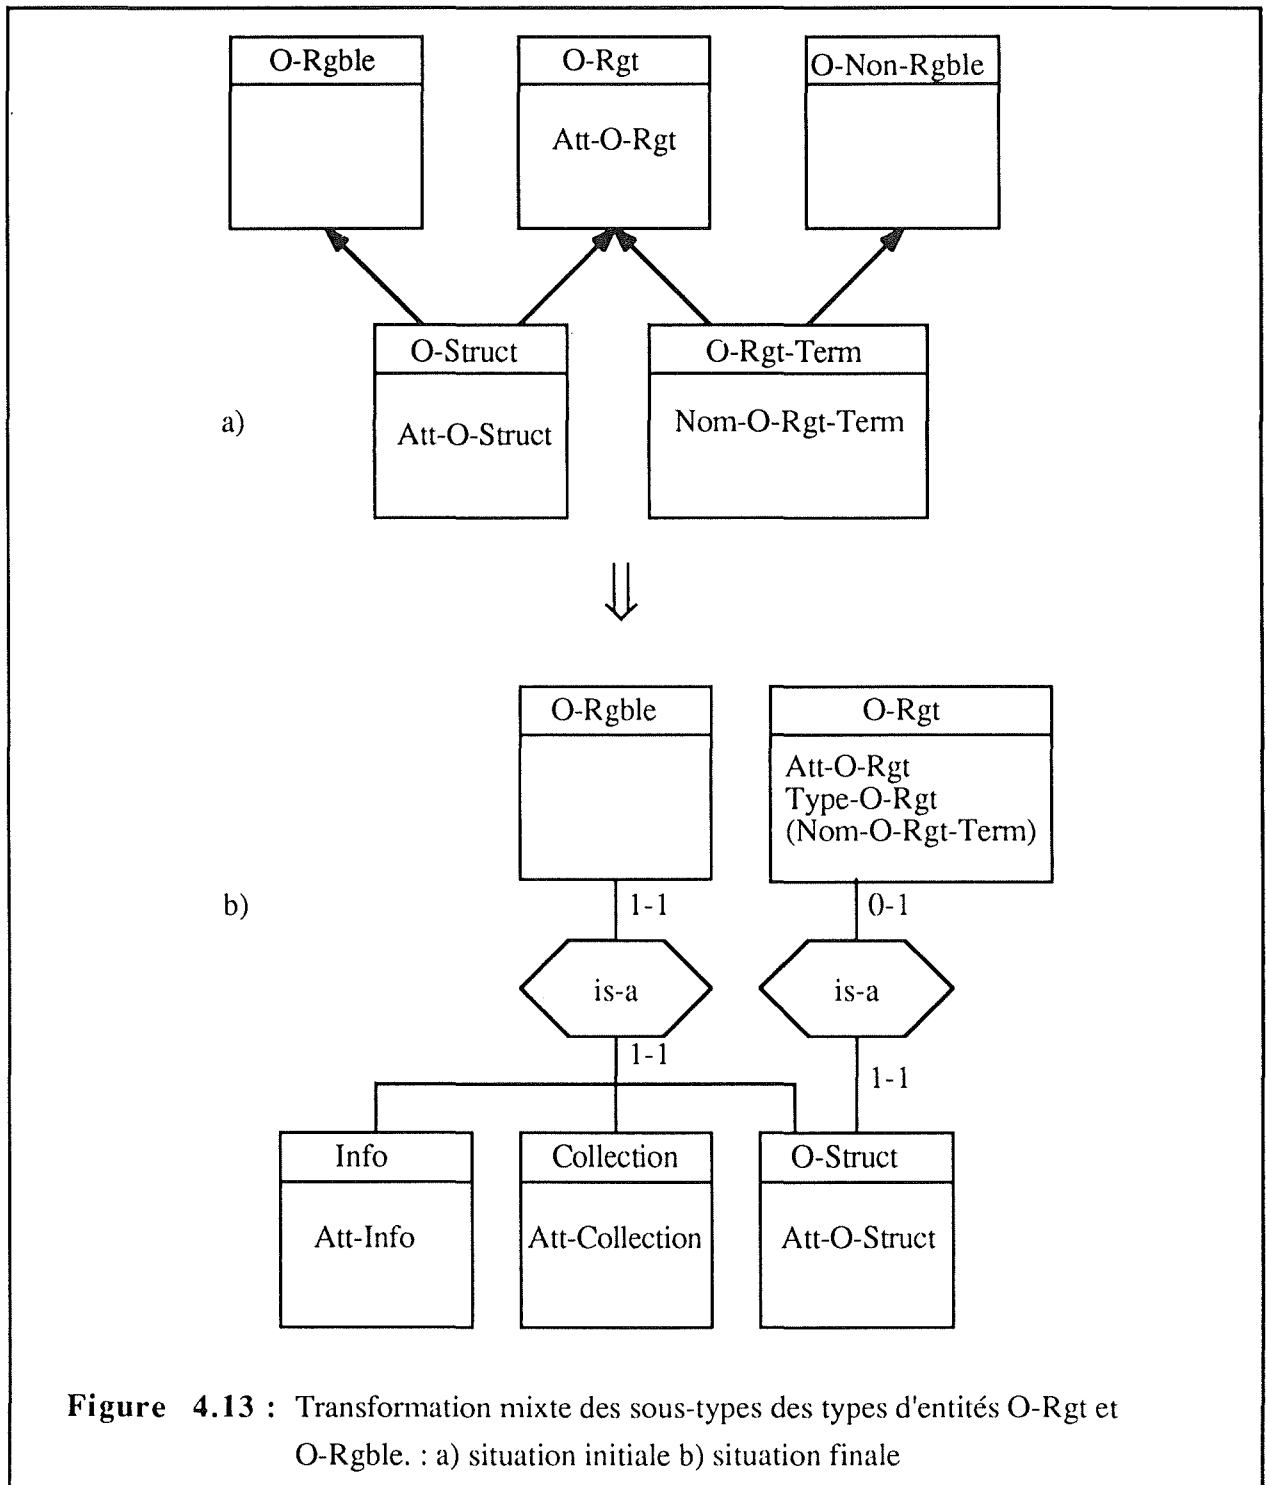 O-Rgble
O-Rgt
O-Non-Rgble
Att-O-Rgt
O-Struct
O-Rgt-Term
a)
Att-O-Struct
Nom-O-Rgt-Term
O-Rgble
O-Rgt
Att-O-Rgt
Type-O-Rgt
(Nom-O-Rgt-Term)
b)
1-1
0-1
is-a
is-a
1-1
1-1
Info
Collection
O-Struct
Att-Info
Att-Collection
Att-O-Struct
Figure 4.13 : Transformation mixte des sous-types des types d'entités O-Rgt et
O-Rgble. : a) situation initiale b) situation finale